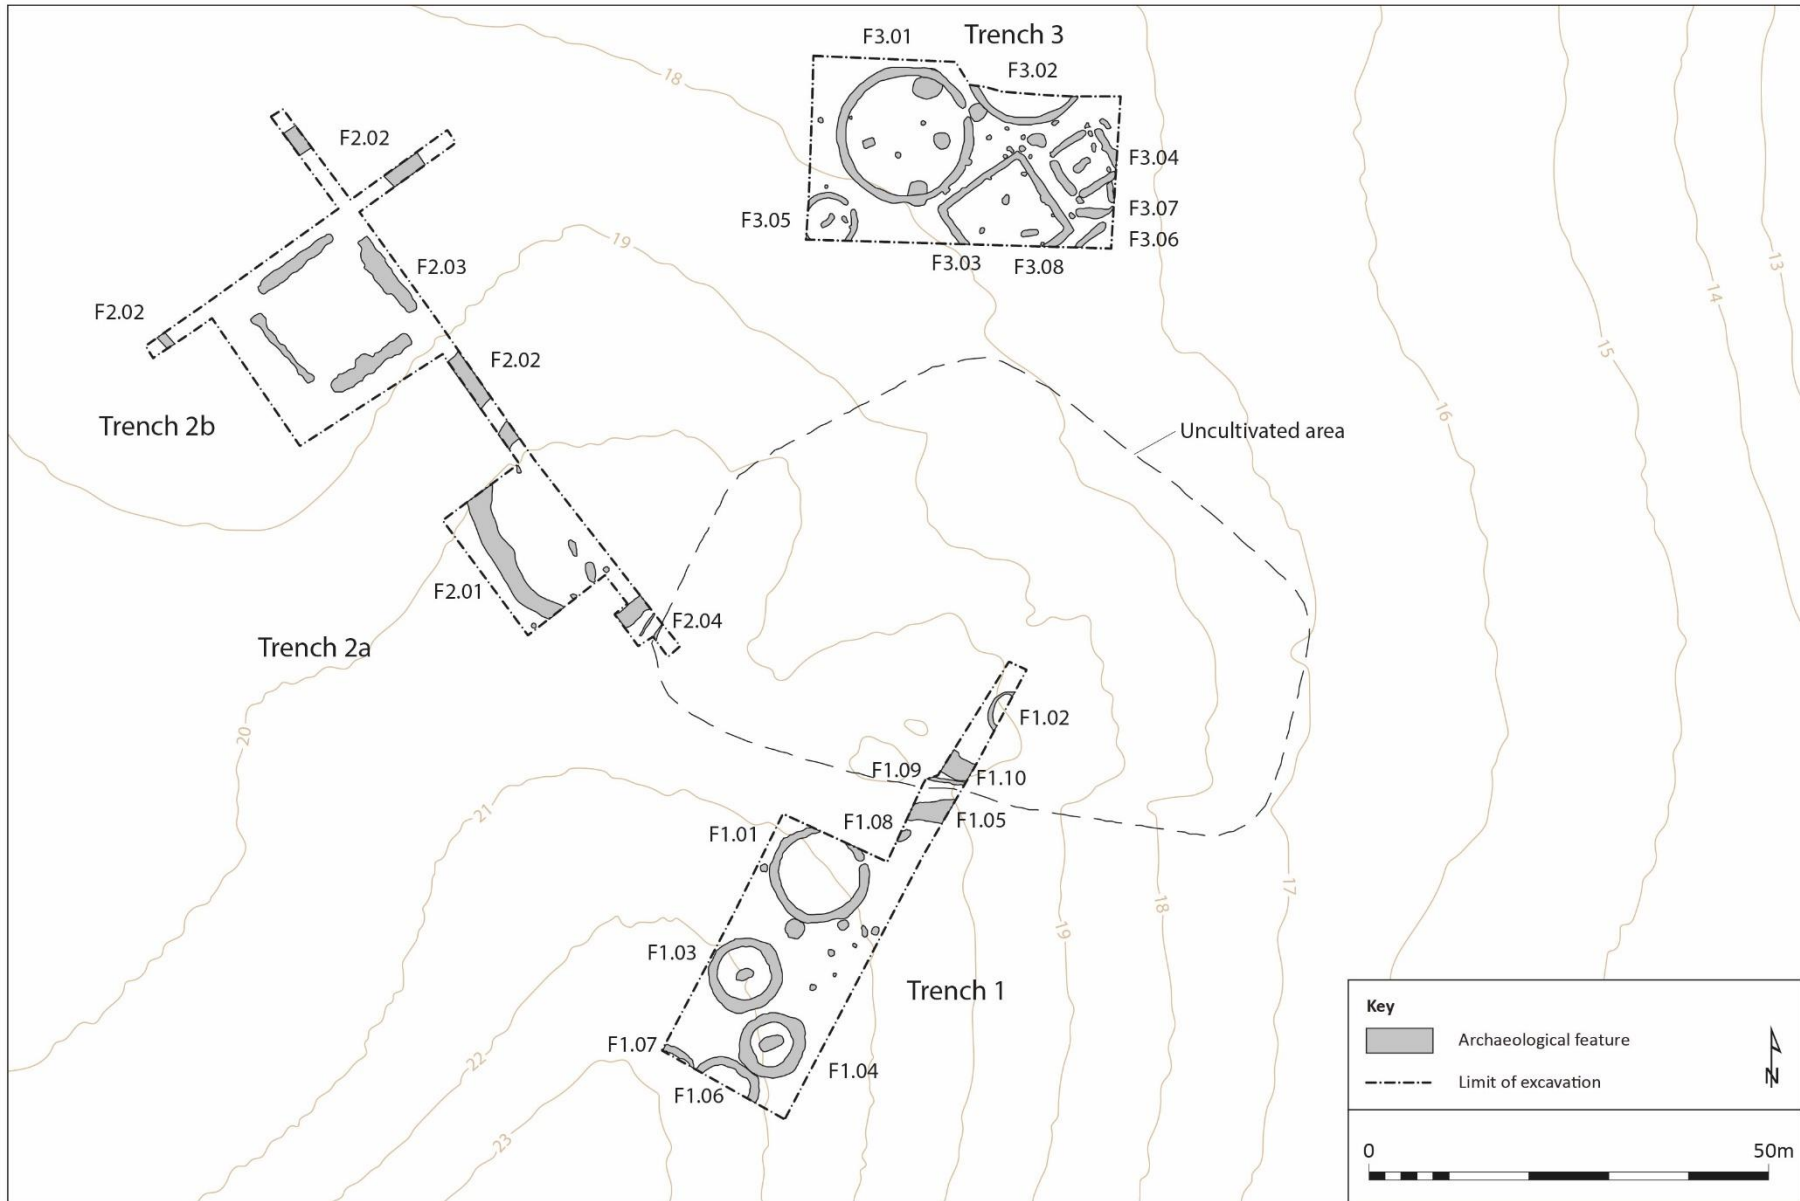 F3.01
Trench 3
18
F3.02
F2.02
F3.04
F3.07
F3.05
F3.06
19
F2.03
F3.03
F3.08
13
14
F2.02
15
F2.02
16
Trench 2b
Uncultivated area
F2.01
F2.04
Trench 2a
F1.02
20
F1.09
F1.10
21
F1.01
F1.08
F1.05
17
18
19
F1.03
Trench 1
F1.07
F1.04
22
F1.06
23
Key
Archaeological feature
Limit of excavation
N
0
50m